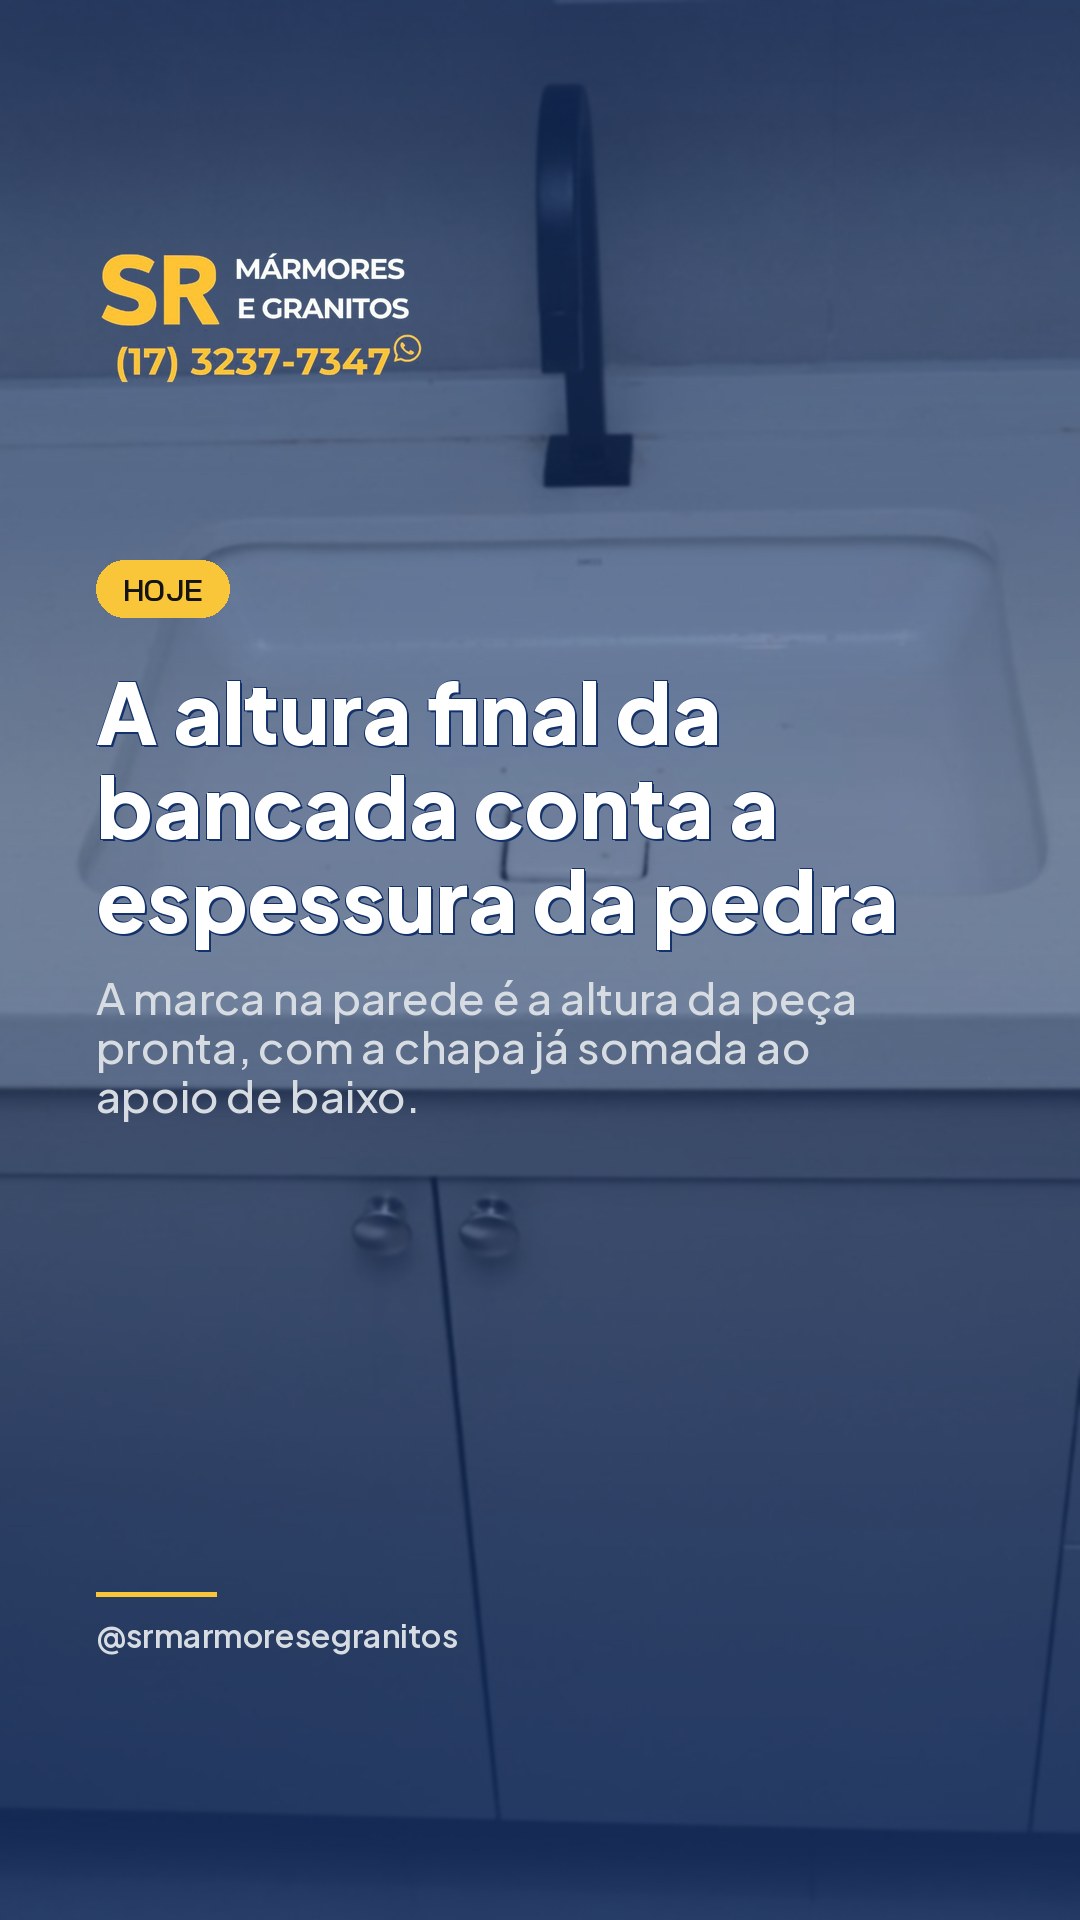 SR MÁRMORES
E GRANITOS
(17) 3237-7347
HOJE
A altura final da
bancada conta a
espessura da pedra
A marca na parede é a altura da peça
pronta, com a chapa já somada ao
apoio de baixo.
@srmarmoresegranitos